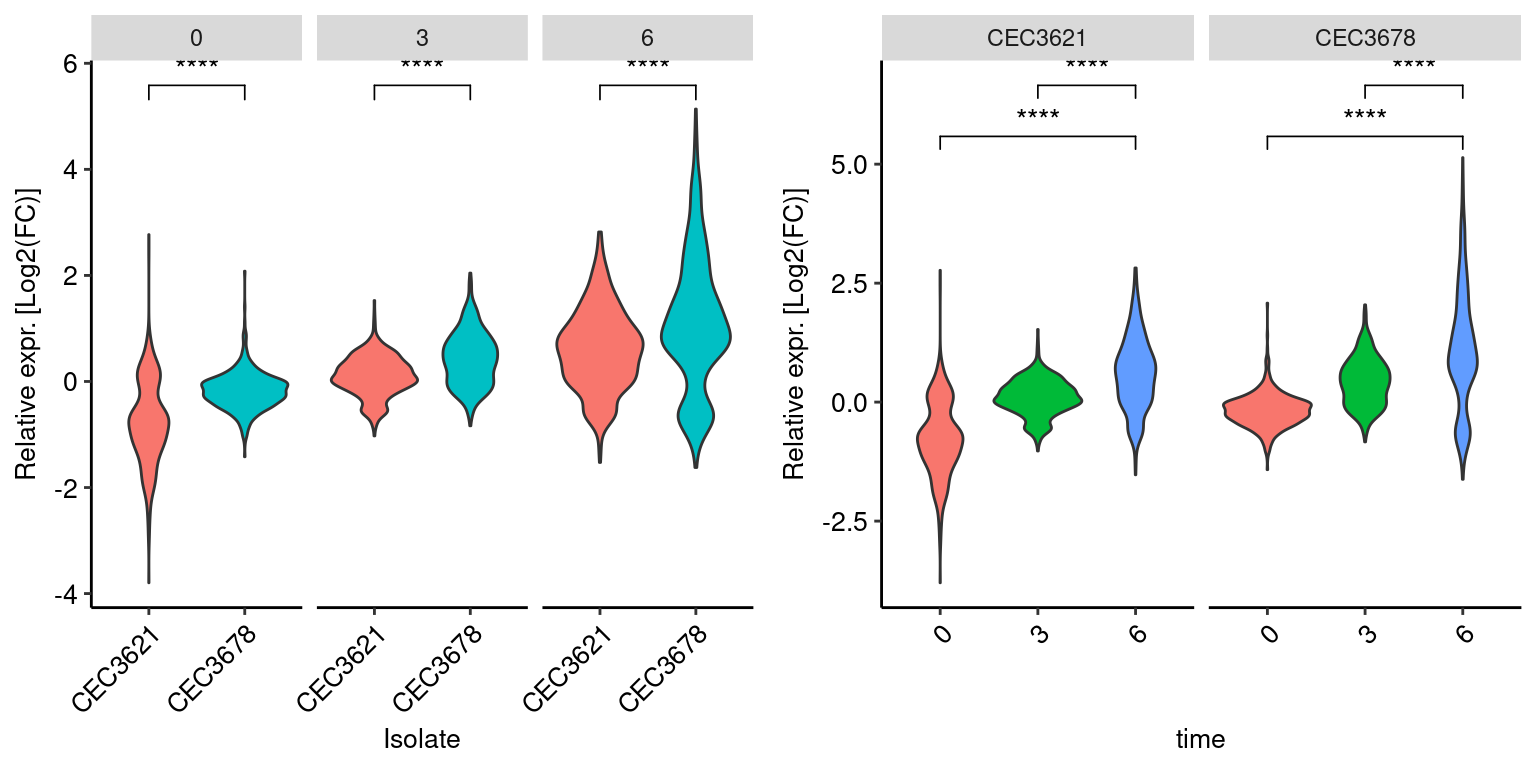 0 3 6
**** **** ****
6
4
2
0
-2
-4
Relative expr. [Log2(FC)]
CEC3621 CEC3678 CEC3621 CEC3678 CEC3621 CEC3678
Isolate
CEC3621 CEC3678
**** ****
**** ****
5.0
2.5
0.0
-2.5
Relative expr. [Log2(FC)]
0 3 6 0 3 6
time